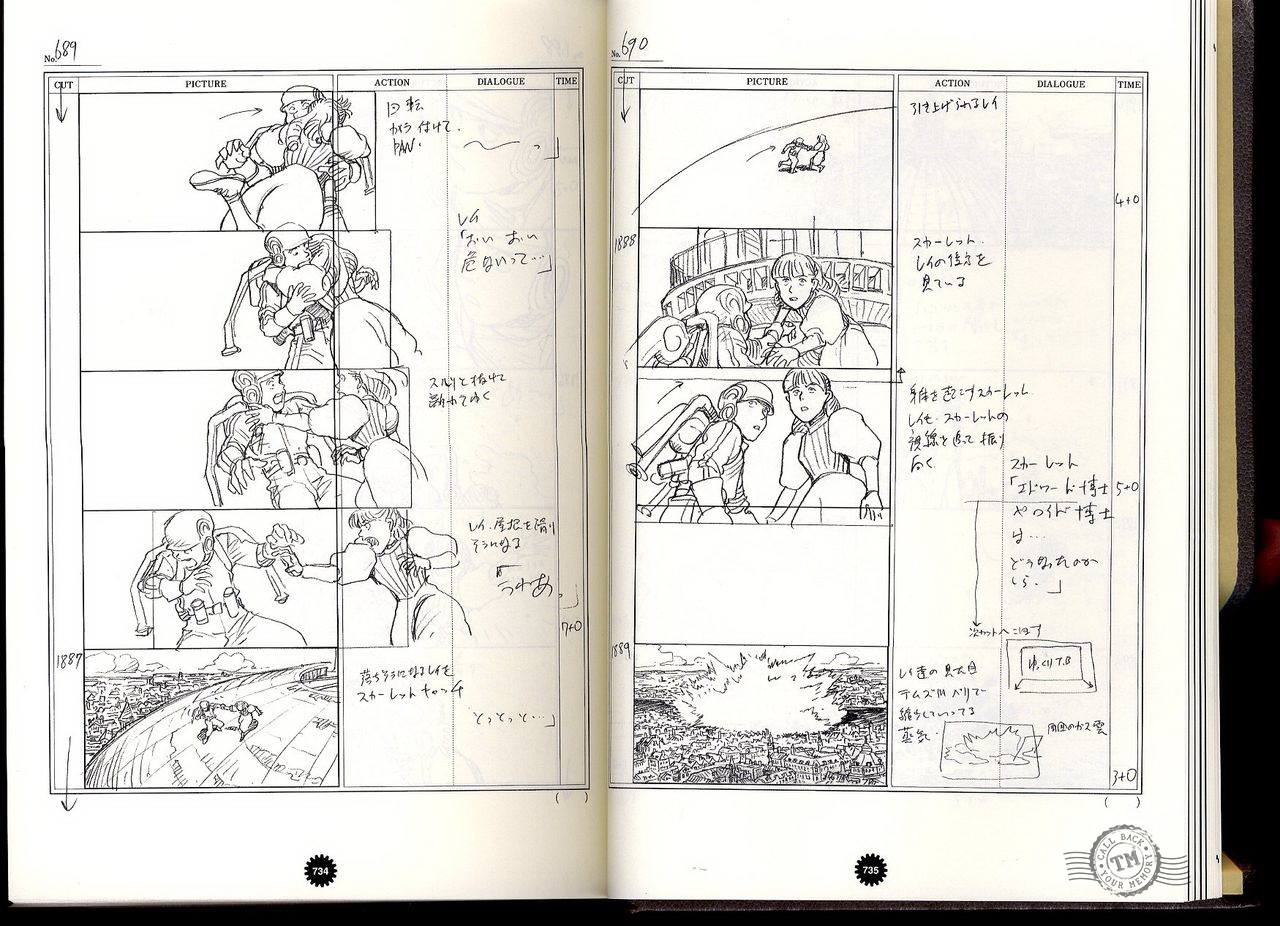 No. 689
CUT PICTURE ACTION DIALOGUE TIME
回転
カメラ付けて
PAN.
レイ
「おい おい
危ないって…」
スルリと抜けて
離れてゆく
レイ、屋根を滑り
そうになる
「うわぁ。」
7+0
1887
落ちそうになるレイを
スカーレットキャッチ
とっとっと…」
( )
734
No. 690
CUT PICTURE ACTION DIALOGUE TIME
引き上げられるレイ
4+0
1888
スカーレット.
レイの後方を
見ている
身体を起こすスカーレット
レイも スカーレットの
視線を追って 振り
向く
スカーレット
「エドワード博士
やロイド博士
は…
どうなったのか
しら.」
5+0
次カットへこぼす
1889
ゆっくりT.B
レイ達の見た目
テムズ川べりで
縮小していってる
蒸気.
周囲のガス雲
3+0
( )
735
CALL BACK
TM
YOUR MEMORY